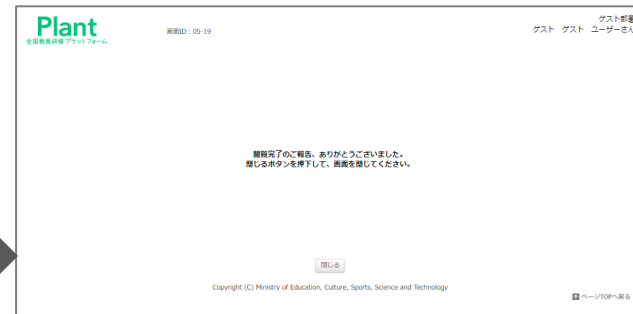 Plant
全国教員研修プラットフォーム
画面ID：05-19
ゲスト部署
ゲスト ゲスト ユーザーさん
閲覧完了のご報告、ありがとうございました。
閉じるボタンを押下して、画面を閉じてください。
閉じる
Copyright (C) Ministry of Education, Culture, Sports, Science and Technology
ページTOPへ戻る